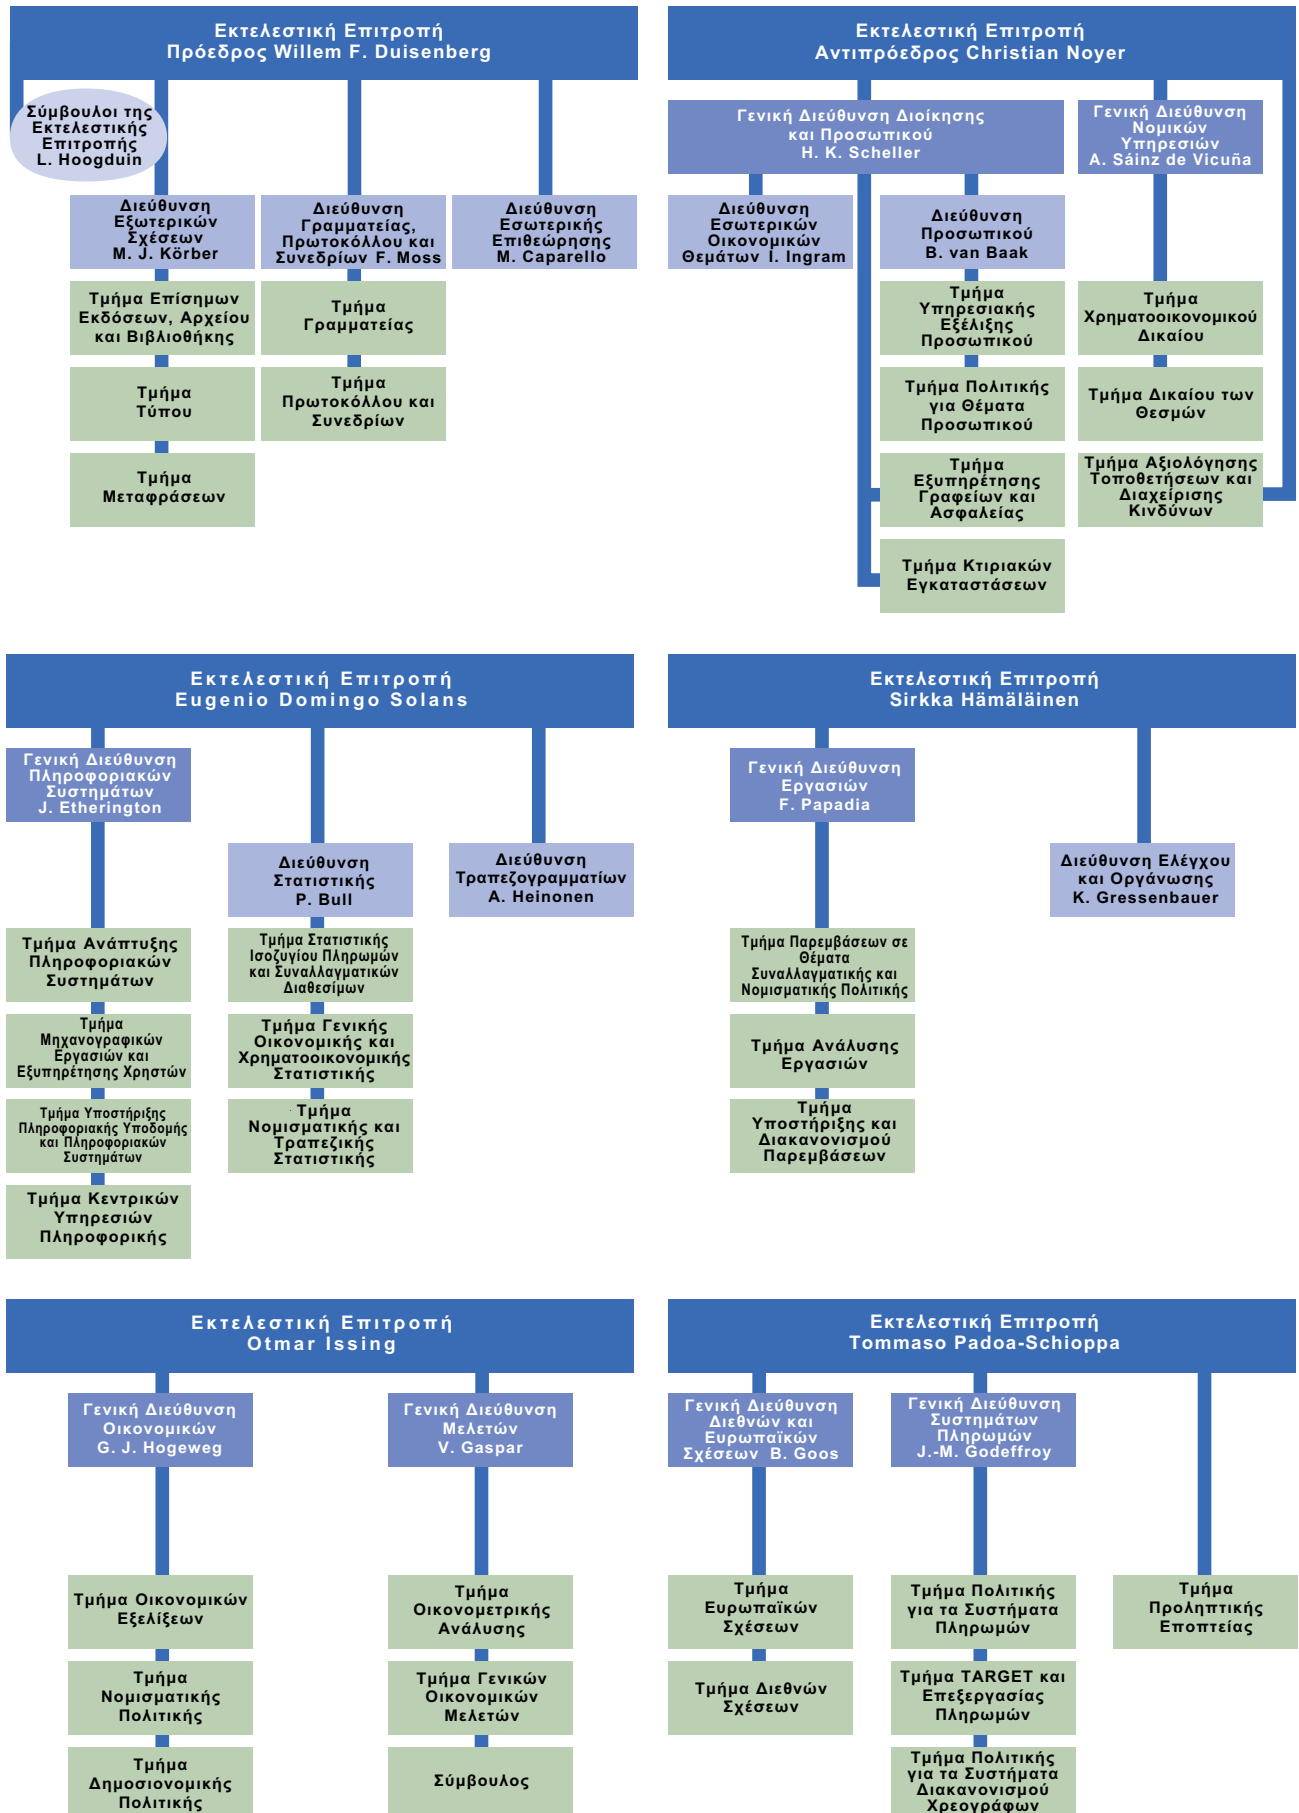 Εκτελεστική Επιτροπή
Πρόεδρος Willem F. Duisenberg
Σύμβουλοι της
Εκτελεστικής
Επιτροπής
L. Hoogduin
Διεύθυνση
Εξωτερικών
Σχέσεων
M. J. Körber
Διεύθυνση
Γραμματείας,
Πρωτοκόλλου και
Συνεδρίων F. Moss
Διεύθυνση
Εσωτερικής
Επιθεώρησης
M. Caparello
Τμήμα Επίσημων
Εκδόσεων, Αρχείου
και Βιβλιοθήκης
Τμήμα
Γραμματείας
Τμήμα
Τύπου
Τμήμα
Πρωτοκόλλου και
Συνεδρίων
Τμήμα
Μεταφράσεων
Εκτελεστική Επιτροπή
Αντιπρόεδρος Christian Noyer
Γενική Διεύθυνση Διοίκησης
και Προσωπικού
H. K. Scheller
Γενική Διεύθυνση
Νομικών
Υπηρεσιών
A. Sáinz de Vicuña
Διεύθυνση
Εσωτερικών
Οικονομικών
Θεμάτων I. Ingram
Διεύθυνση
Προσωπικού
B. van Baak
Τμήμα
Υπηρεσιακής
Εξέλιξης
Προσωπικού
Τμήμα
Χρηματοοικονομικού
Δικαίου
Τμήμα Πολιτικής
για Θέματα
Προσωπικού
Τμήμα Δικαίου των
Θεσμών
Τμήμα
Εξυπηρέτησης
Γραφείων και
Ασφαλείας
Τμήμα Αξιολόγησης
Τοποθετήσεων και
Διαχείρισης
Κινδύνων
Τμήμα Κτιριακών
Εγκαταστάσεων
Εκτελεστική Επιτροπή
Eugenio Domingo Solans
Γενική Διεύθυνση
Πληροφοριακών
Συστημάτων
J. Etherington
Διεύθυνση
Στατιστικής
P. Bull
Διεύθυνση
Τραπεζογραμματίων
A. Heinonen
Τμήμα Ανάπτυξης
Πληροφοριακών
Συστημάτων
Τμήμα Στατιστικής
Ισοζυγίου Πληρωμών
και Συναλλαγματικών
Διαθεσίμων
Τμήμα
Μηχανογραφικών
Εργασιών και
Εξυπηρέτησης Χρηστών
Τμήμα Γενικής
Οικονομικής και
Χρηματοοικονομικής
Στατιστικής
Τμήμα Υποστήριξης
Πληροφοριακής Υποδομής
και Πληροφοριακών
Συστημάτων
Τμήμα
Νομισματικής και
Τραπεζικής
Στατιστικής
Τμήμα Κεντρικών
Υπηρεσιών
Πληροφορικής
Εκτελεστική Επιτροπή
Sirkka Hämäläinen
Γενική Διεύθυνση
Εργασιών
F. Papadia
Διεύθυνση Ελέγχου
και Οργάνωσης
K. Gressenbauer
Τμήμα Παρεμβάσεων σε
Θέματα
Συναλλαγματικής και
Νομισματικής Πολιτικής
Τμήμα Ανάλυσης
Εργασιών
Τμήμα
Υποστήριξης και
Διακανονισμού
Παρεμβάσεων
Εκτελεστική Επιτροπή
Otmar Issing
Γενική Διεύθυνση
Οικονομικών
G. J. Hogeweg
Γενική Διεύθυνση
Μελετών
V. Gaspar
Τμήμα Οικονομικών
Εξελίξεων
Τμήμα
Οικονομετρικής
Ανάλυσης
Τμήμα
Νομισματικής
Πολιτικής
Τμήμα Γενικών
Οικονομικών
Μελετών
Τμήμα
Δημοσιονομικής
Πολιτικής
Σύμβουλος
Εκτελεστική Επιτροπή
Tommaso Padoa-Schioppa
Γενική Διεύθυνση
Διεθνών και
Ευρωπαϊκών
Σχέσεων B. Goos
Γενική Διεύθυνση
Συστημάτων
Πληρωμών
J.-M. Godeffroy
Τμήμα
Ευρωπαϊκών
Σχέσεων
Τμήμα Πολιτικής
για τα Συστήματα
Πληρωμών
Τμήμα
Προληπτικής
Εποπτείας
Τμήμα Διεθνών
Σχέσεων
Τμήμα TARGET και
Επεξεργασίας
Πληρωμών
Τμήμα Πολιτικής
για τα Συστήματα
Διακανονισμού
Χρεογράφων